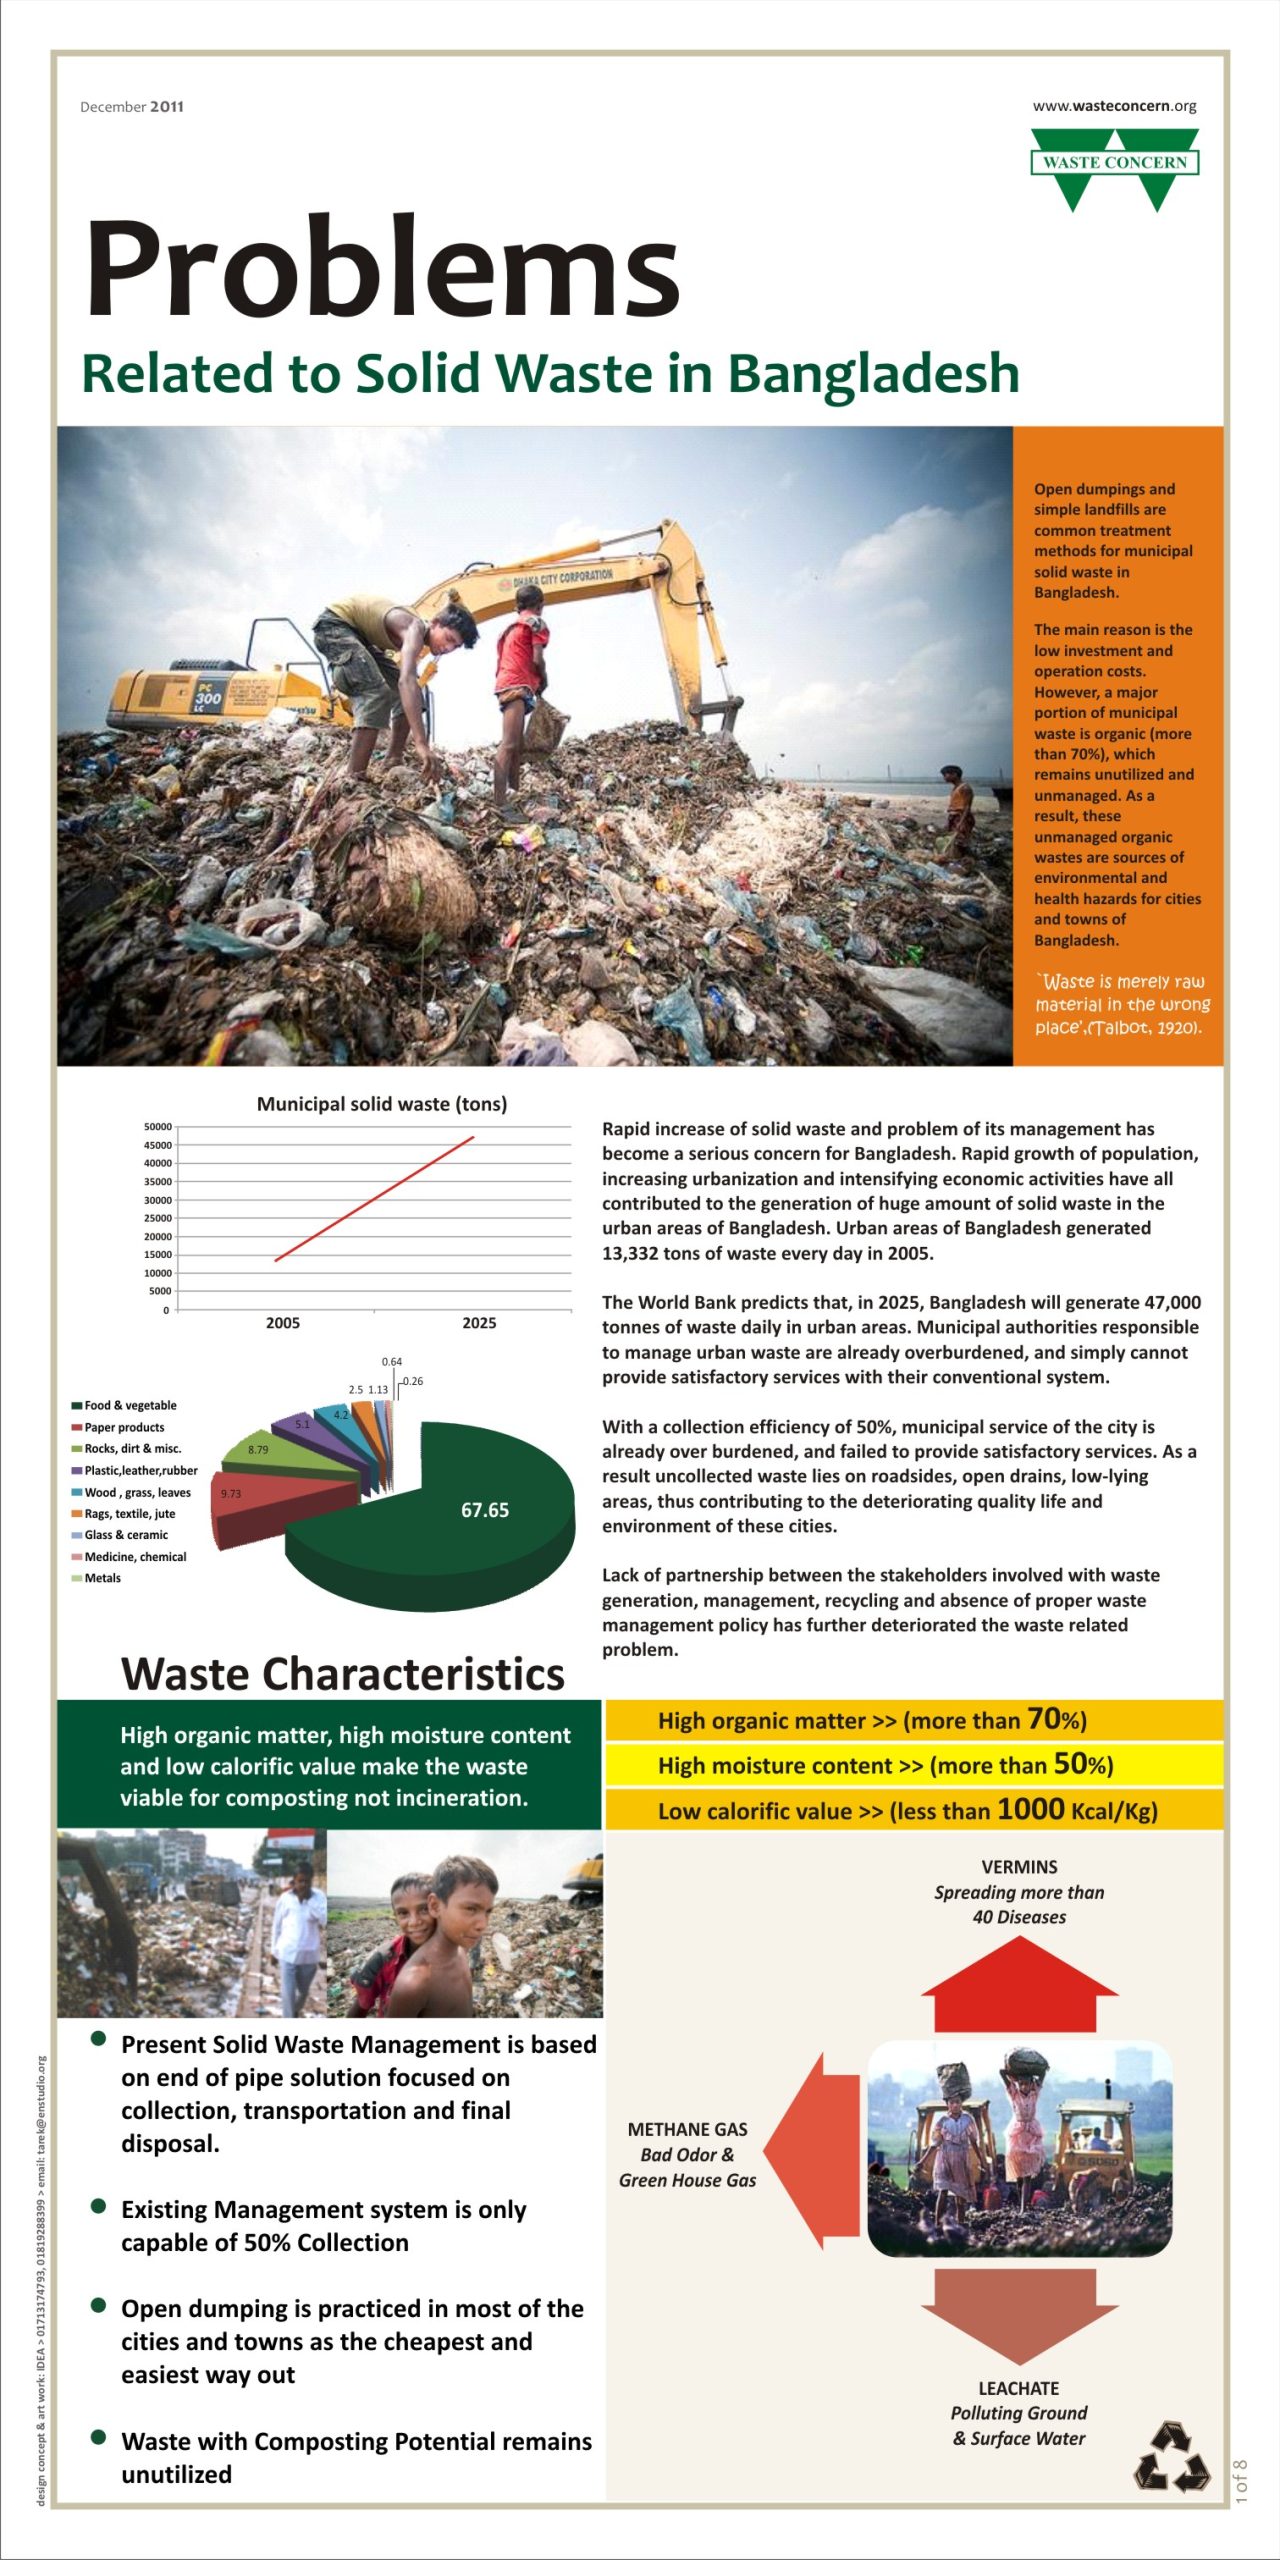 December 2011
www.wasteconcern.org
WASTE CONCERN
Problems
Related to Solid Waste in Bangladesh
DHAKA CITY CORPORATION
PC
300
LC
Open dumpings and
simple landfills are
common treatment
methods for municipal
solid waste in
Bangladesh.
The main reason is the
low investment and
operation costs.
However, a major
portion of municipal
waste is organic (more
than 70%), which
remains unutilized and
unmanaged. As a
result, these
unmanaged organic
wastes are sources of
environmental and
health hazards for cities
and towns of
Bangladesh.
`Waste is merely raw
material in the wrong
place',(Talbot, 1920).
Municipal solid waste (tons)
50000
45000
40000
35000
30000
25000
20000
15000
10000
5000
0
2005
2025
0.64
0.26
2.5
1.13
4.2
5.1
8.79
9.73
67.65
Food & vegetable
Paper products
Rocks, dirt & misc.
Plastic,leather,rubber
Wood , grass, leaves
Rags, textile, jute
Glass & ceramic
Medicine, chemical
Metals
Rapid increase of solid waste and problem of its management has
become a serious concern for Bangladesh. Rapid growth of population,
increasing urbanization and intensifying economic activities have all
contributed to the generation of huge amount of solid waste in the
urban areas of Bangladesh. Urban areas of Bangladesh generated
13,332 tons of waste every day in 2005.
The World Bank predicts that, in 2025, Bangladesh will generate 47,000
tonnes of waste daily in urban areas. Municipal authorities responsible
to manage urban waste are already overburdened, and simply cannot
provide satisfactory services with their conventional system.
With a collection efficiency of 50%, municipal service of the city is
already over burdened, and failed to provide satisfactory services. As a
result uncollected waste lies on roadsides, open drains, low-lying
areas, thus contributing to the deteriorating quality life and
environment of these cities.
Lack of partnership between the stakeholders involved with waste
generation, management, recycling and absence of proper waste
management policy has further deteriorated the waste related
problem.
Waste Characteristics
High organic matter, high moisture content
and low calorific value make the waste
viable for composting not incineration.
High organic matter >> (more than 70%)
High moisture content >> (more than 50%)
Low calorific value >> (less than 1000 Kcal/Kg)
Present Solid Waste Management is based
on end of pipe solution focused on
collection, transportation and final
disposal.
Existing Management system is only
capable of 50% Collection
Open dumping is practiced in most of the
cities and towns as the cheapest and
easiest way out
Waste with Composting Potential remains
unutilized
VERMINS
Spreading more than
40 Diseases
METHANE GAS
Bad Odor &
Green House Gas
LEACHATE
Polluting Ground
& Surface Water
design concept & art work: IDEA > 01713174793, 01819288399 > email: tarek@enstudio.org
1 of 8